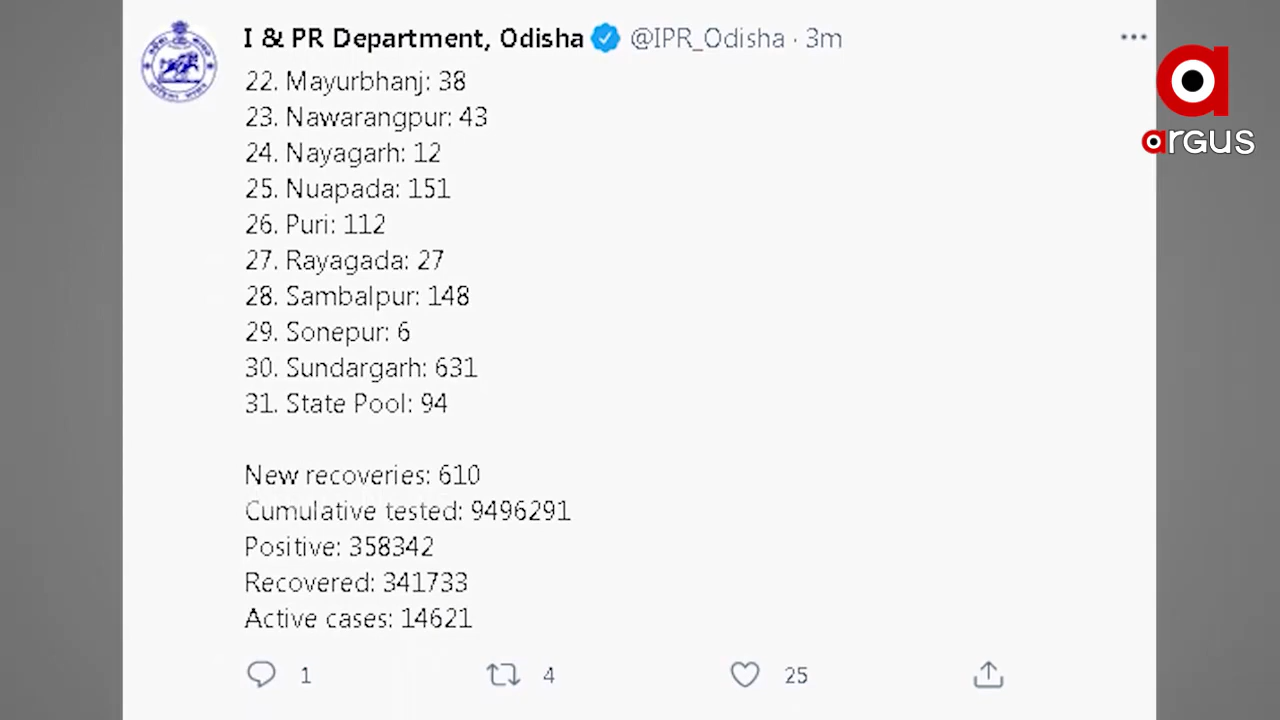 I & PR Department, Odisha @IPR_Odisha · 3m
22. Mayurbhanj: 38
23. Nawarangpur: 43
24. Nayagarh: 12
25. Nuapada: 151
26. Puri: 112
27. Rayagada: 27
28. Sambalpur: 148
29. Sonepur: 6
30. Sundargarh: 631
31. State Pool: 94
New recoveries: 610
Cumulative tested: 9496291
Positive: 358342
Recovered: 341733
Active cases: 14621
1 4 25
a
argus